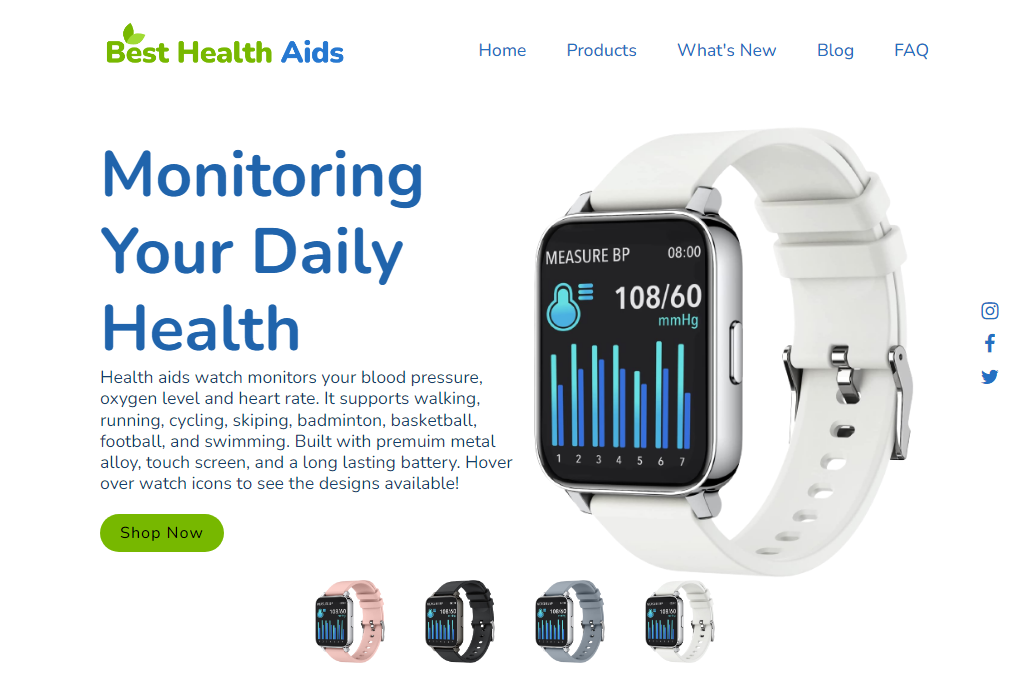 Best Health Aids
Home Products What's New Blog FAQ
Monitoring
Your Daily
Health
Health aids watch monitors your blood pressure,
oxygen level and heart rate. It supports walking,
running, cycling, skiping, badminton, basketball,
football, and swimming. Built with premuim metal
alloy, touch screen, and a long lasting battery. Hover
over watch icons to see the designs available!
Shop Now
MEASURE BP 08:00
108/60
mmHg
1 2 3 4 5 6 7